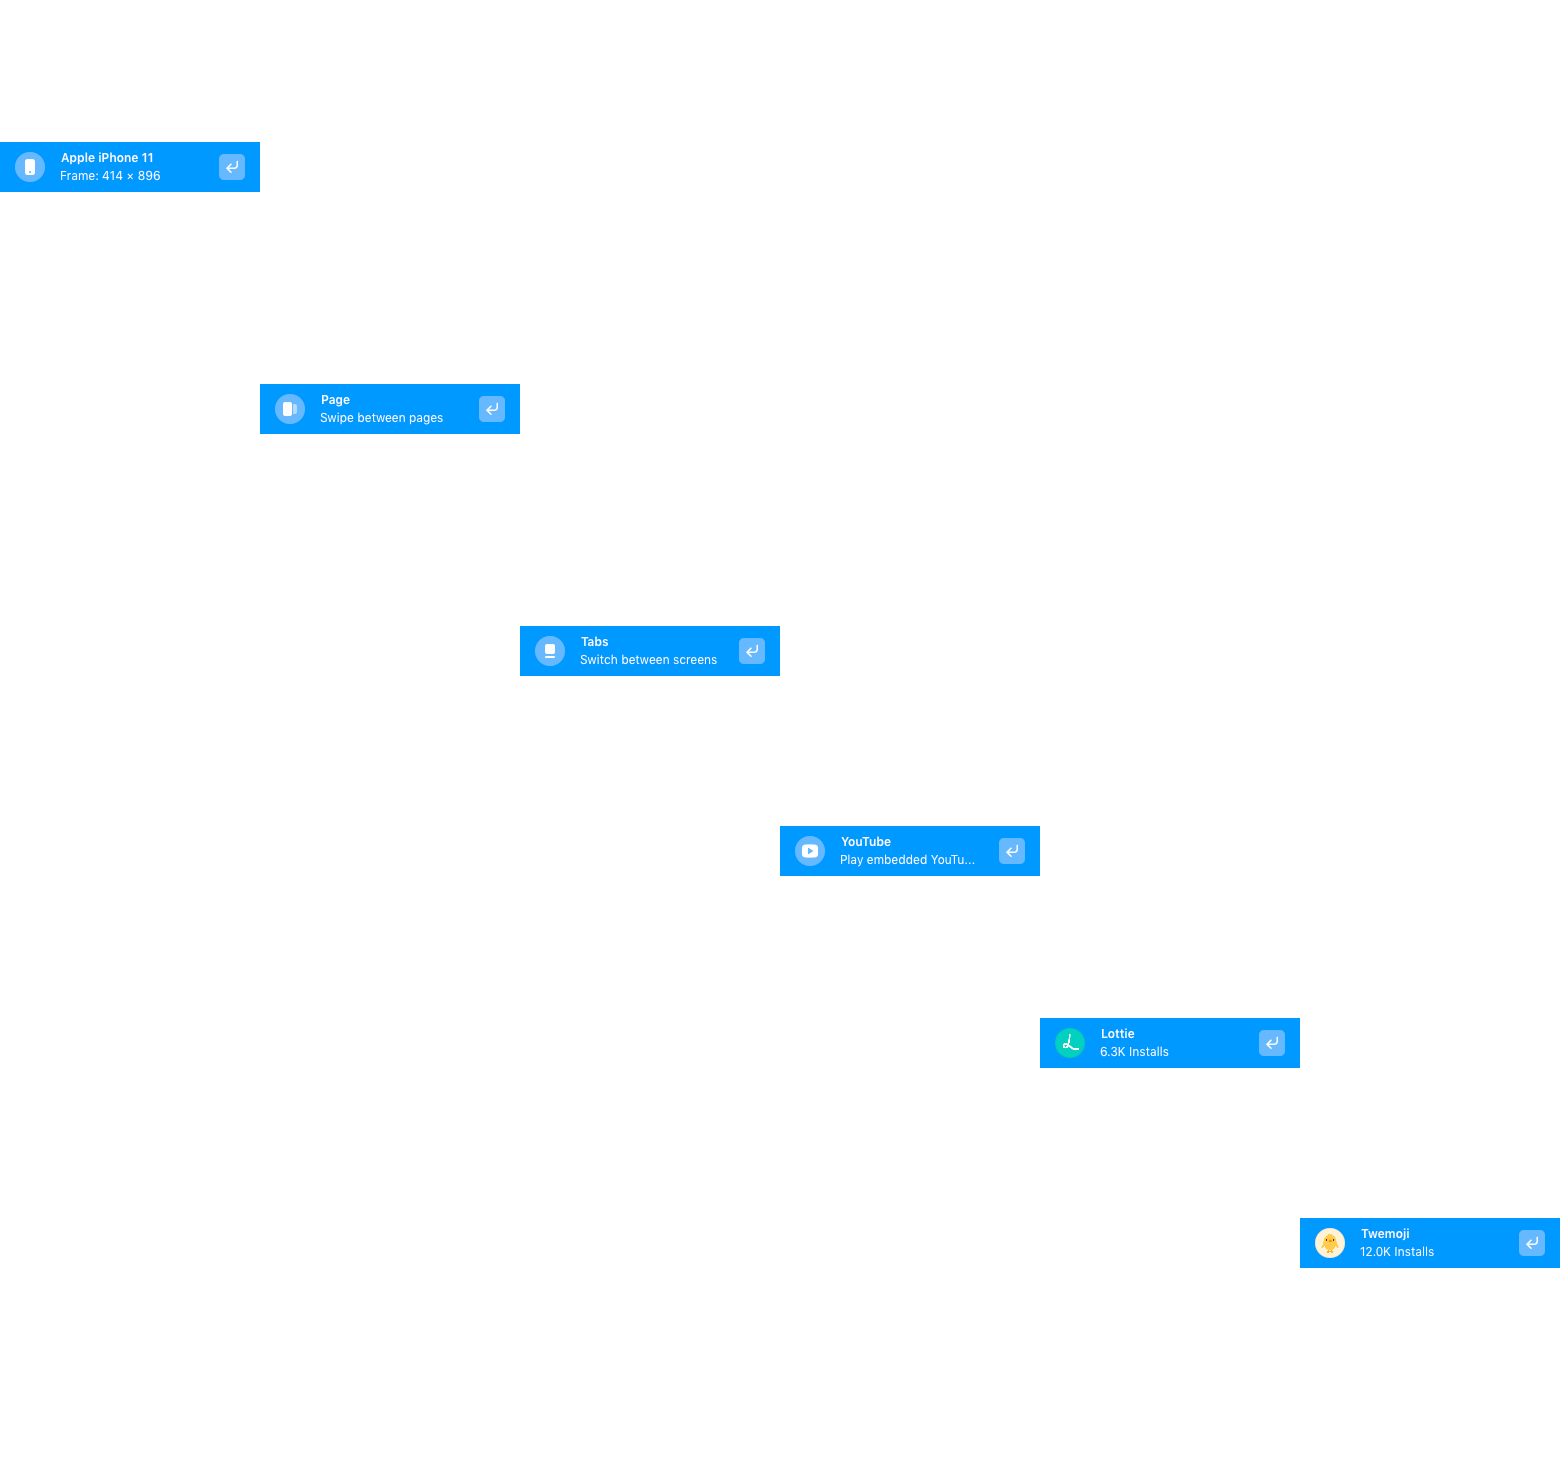 Apple iPhone 11
Frame: 414 × 896
Page
Swipe between pages
Tabs
Switch between screens
YouTube
Play embedded YouTu...
Lottie
6.3K Installs
Twemoji
12.0K Installs